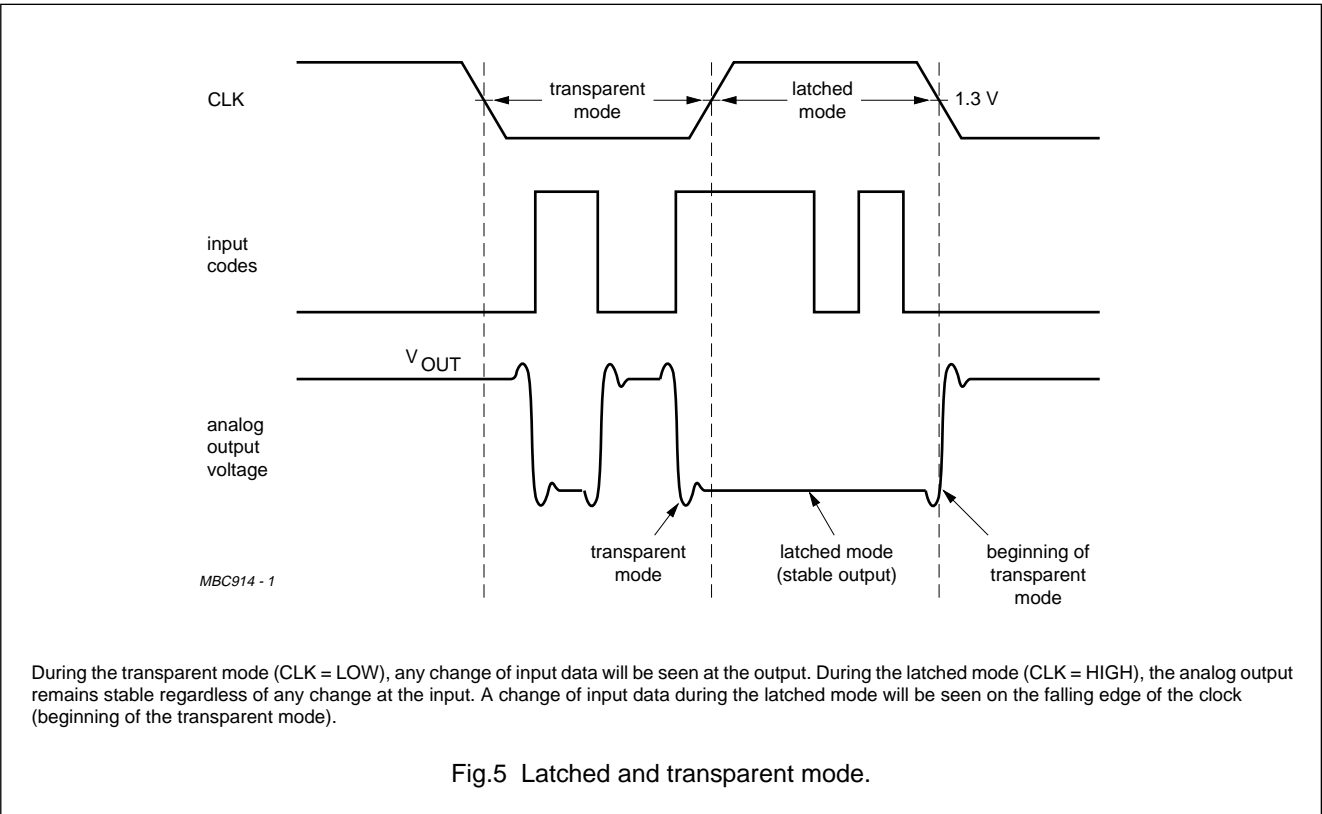 CLK
transparent
mode
latched
mode
1.3 V
input
codes
VOUT
analog
output
voltage
transparent
mode
latched mode
(stable output)
beginning of
transparent
mode
MBC914 - 1
During the transparent mode (CLK = LOW), any change of input data will be seen at the output. During the latched mode (CLK = HIGH), the analog output
remains stable regardless of any change at the input. A change of input data during the latched mode will be seen on the falling edge of the clock
(beginning of the transparent mode).
Fig.5 Latched and transparent mode.